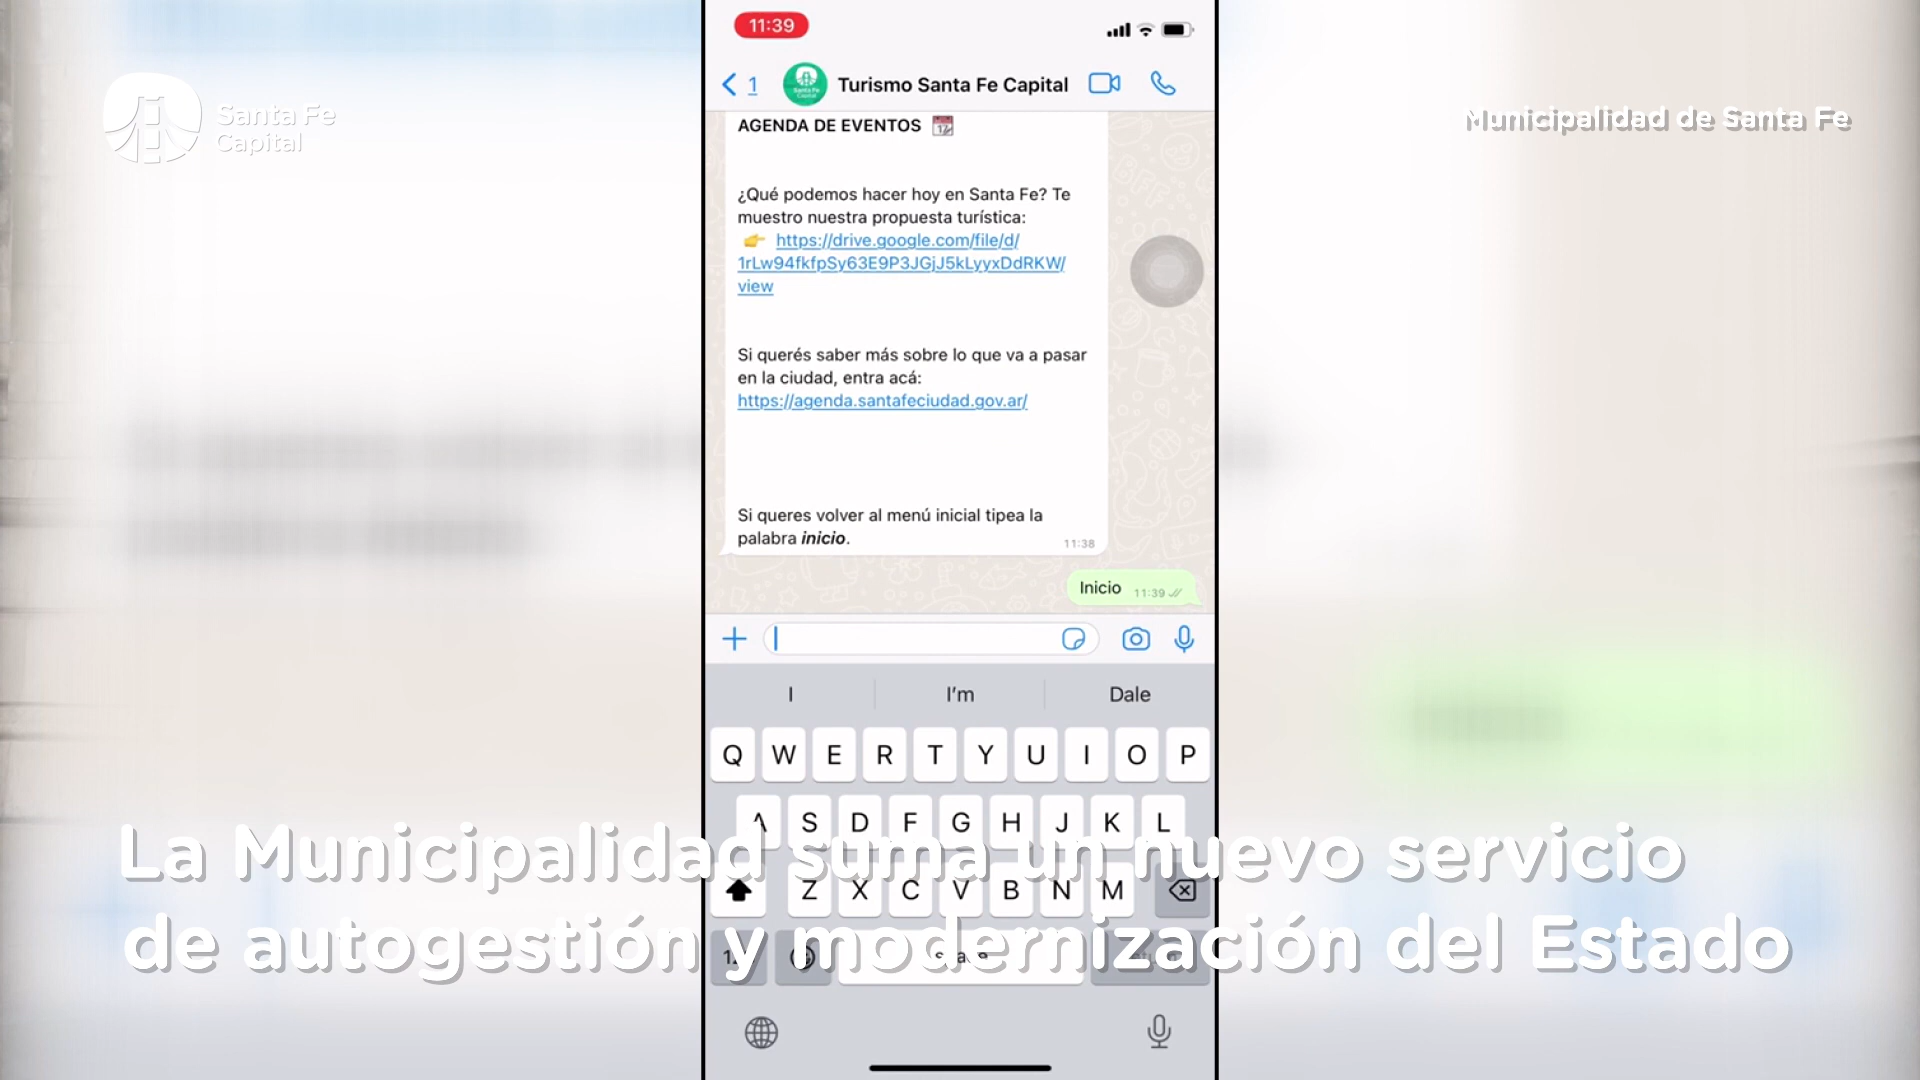 11:39
1
Turismo Santa Fe Capital
Santa Fe
Capital
Municipalidad de Santa Fe
AGENDA DE EVENTOS
¿Qué podemos hacer hoy en Santa Fe? Te
muestro nuestra propuesta turística:
https://drive.google.com/file/d/
1rLw94fkfpSy63E9P3JGjJ5kLyyxDdRKW/
view
Si querés saber más sobre lo que va a pasar
en la ciudad, entra acá:
https://agenda.santafeciudad.gov.ar/
Si queres volver al menú inicial tipea la
palabra inicio.
11:38
Inicio 11:39
I I'm Dale
Q W E R T Y U I O P
A S D F G H J K L
Z X C V B N M
La Municipalidad suma un nuevo servicio
de autogestión y modernización del Estado